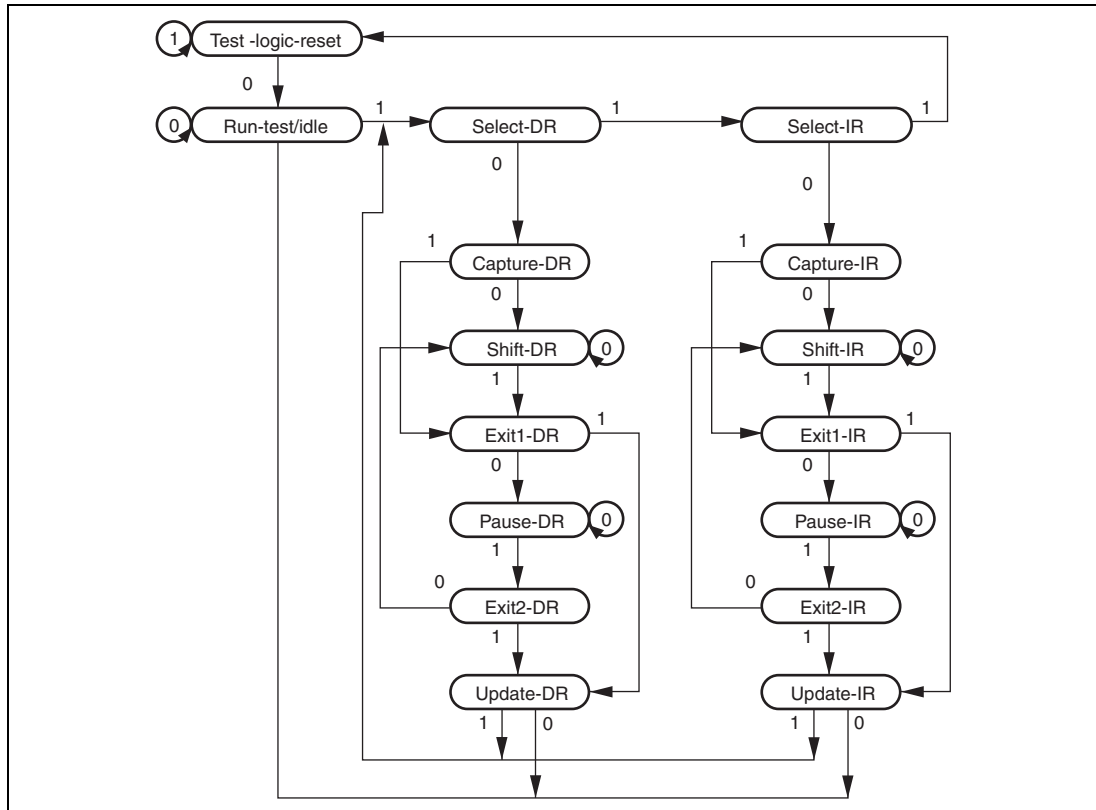 1
Test -logic-reset
0
0
Run-test/idle
1
Select-DR
1
Select-IR
1
0
0
1
Capture-DR
1
Capture-IR
0
0
Shift-DR
0
Shift-IR
0
1
1
Exit1-DR
1
Exit1-IR
1
0
0
Pause-DR
0
Pause-IR
0
1
1
0
Exit2-DR
0
Exit2-IR
1
1
Update-DR
Update-IR
1
0
1
0